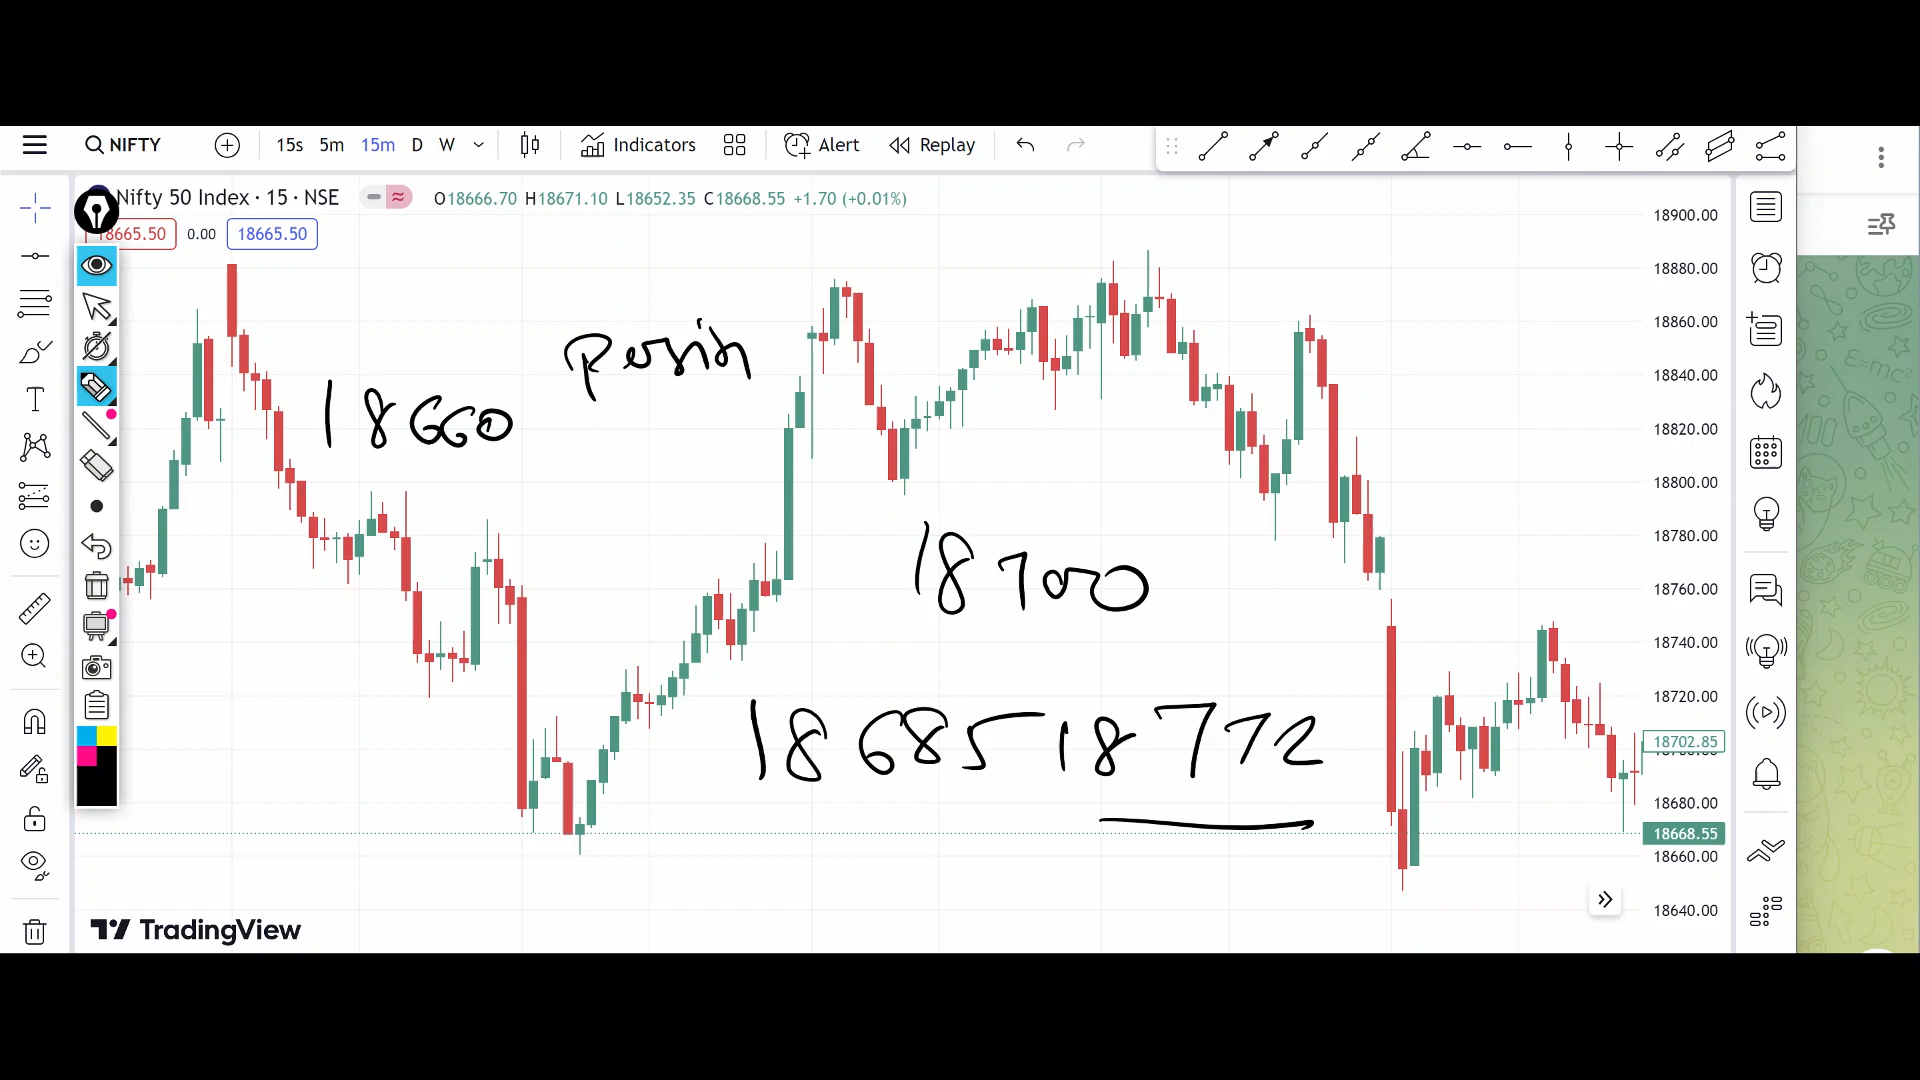 NIFTY
15s 5m 15m D W
Indicators
Alert
Replay
Nifty 50 Index · 15 · NSE
O18666.70 H18671.10 L18652.35 C18668.55 +1.70 (+0.01%)
18665.50 0.00 18665.50
18660
18700
18685 18772
18900.00
18880.00
18860.00
18840.00
18820.00
18800.00
18780.00
18760.00
18740.00
18720.00
18702.85
18680.00
18668.55
18660.00
18640.00
TradingView